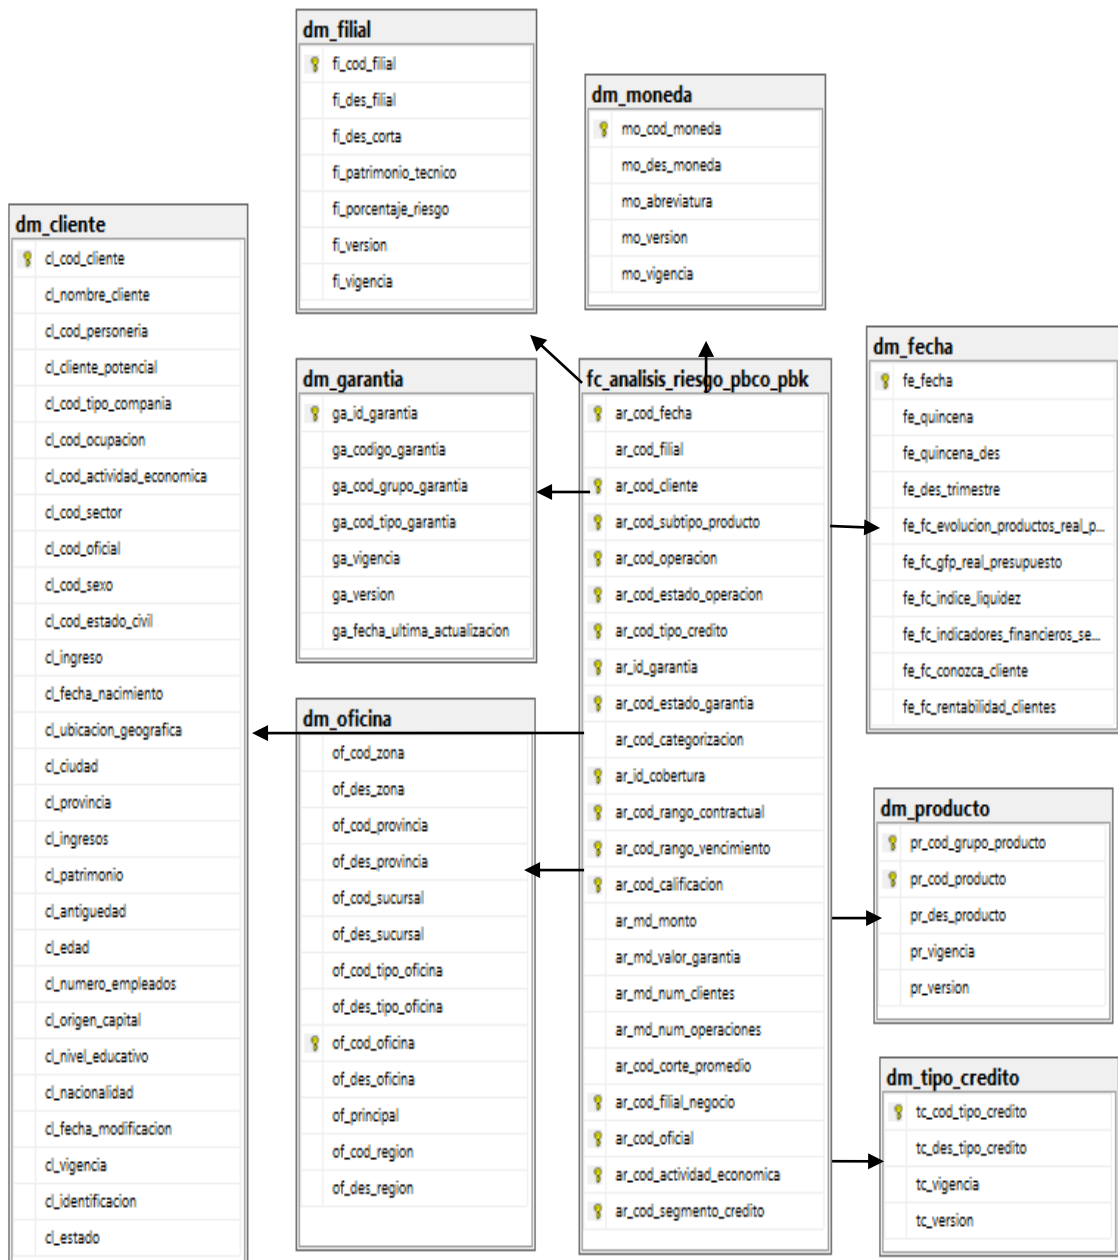 dm_filial
fi_cod_filial
fi_des_filial
fi_des_corta
fi_patrimonio_tecnico
fi_porcentaje_riesgo
fi_version
fi_vigencia
dm_moneda
mo_cod_moneda
mo_des_moneda
mo_abreviatura
mo_version
mo_vigencia
dm_cliente
cl_cod_cliente
cl_nombre_cliente
cl_cod_personeria
cl_cliente_potencial
cl_cod_tipo_compania
cl_cod_ocupacion
cl_cod_actividad_economica
cl_cod_sector
cl_cod_oficial
cl_cod_sexo
cl_cod_estado_civil
cl_ingreso
cl_fecha_nacimiento
cl_ubicacion_geografica
cl_ciudad
cl_provincia
cl_ingresos
cl_patrimonio
cl_antiguedad
cl_edad
cl_numero_empleados
cl_origen_capital
cl_nivel_educativo
cl_nacionalidad
cl_fecha_modificacion
cl_vigencia
cl_identificacion
cl_estado
dm_garantia
ga_id_garantia
ga_codigo_garantia
ga_cod_grupo_garantia
ga_cod_tipo_garantia
ga_vigencia
ga_version
ga_fecha_ultima_actualizacion
dm_oficina
of_cod_zona
of_des_zona
of_cod_provincia
of_des_provincia
of_cod_sucursal
of_des_sucursal
of_cod_tipo_oficina
of_des_tipo_oficina
of_cod_oficina
of_des_oficina
of_principal
of_cod_region
of_des_region
fc_analisis_riesgo_pbco_pbk
ar_cod_fecha
ar_cod_filial
ar_cod_cliente
ar_cod_subtipo_producto
ar_cod_operacion
ar_cod_estado_operacion
ar_cod_tipo_credito
ar_id_garantia
ar_cod_estado_garantia
ar_cod_categorizacion
ar_id_cobertura
ar_cod_rango_contractual
ar_cod_rango_vencimiento
ar_cod_calificacion
ar_md_monto
ar_md_valor_garantia
ar_md_num_clientes
ar_md_num_operaciones
ar_cod_corte_promedio
ar_cod_filial_negocio
ar_cod_oficial
ar_cod_actividad_economica
ar_cod_segmento_credito
dm_fecha
fe_fecha
fe_quincena
fe_quincena_des
fe_des_trimestre
fe_fc_evolucion_productos_real_p...
fe_fc_gfp_real_presupuesto
fe_fc_indice_liquidez
fe_fc_indicadores_financieros_se...
fe_fc_conozca_cliente
fe_fc_rentabilidad_clientes
dm_producto
pr_cod_grupo_producto
pr_cod_producto
pr_des_producto
pr_vigencia
pr_version
dm_tipo_credito
tc_cod_tipo_credito
tc_des_tipo_credito
tc_vigencia
tc_version